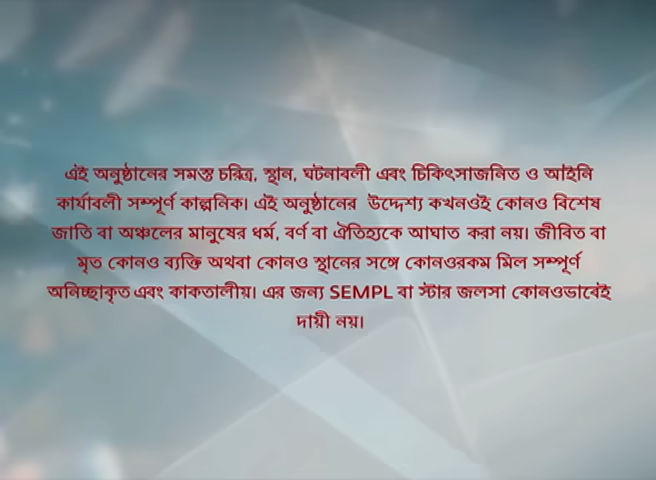 এই অনুষ্ঠানের সমস্ত চরিত্র, স্থান, ঘটনাবলী এবং চিকিৎসাজনিত ও আইনি
কার্যাবলী সম্পূর্ণ কাল্পনিক। এই অনুষ্ঠানের উদ্দেশ্য কখনওই কোনও বিশেষ
জাতি বা অঞ্চলের মানুষের ধর্ম, বর্ণ বা ঐতিহ্যকে আঘাত করা নয়। জীবিত বা
মৃত কোনও ব্যক্তি অথবা কোনও স্থানের সঙ্গে কোনওরকম মিল সম্পূর্ণ
অনিচ্ছাকৃত এবং কাকতালীয়। এর জন্য SEMPL বা স্টার জলসা কোনওভাবেই
দায়ী নয়।